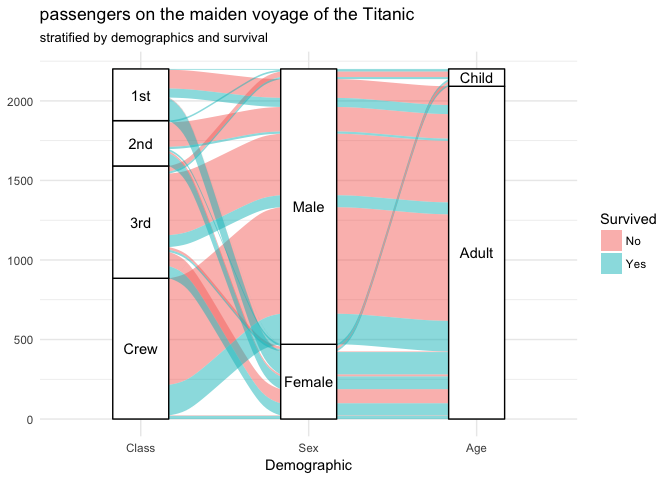 passengers on the maiden voyage of the Titanic
stratified by demographics and survival
2000
1500
1000
500
0
1st
2nd
3rd
Crew
Male
Female
Child
Adult
Class
Sex
Age
Demographic
Survived
No
Yes